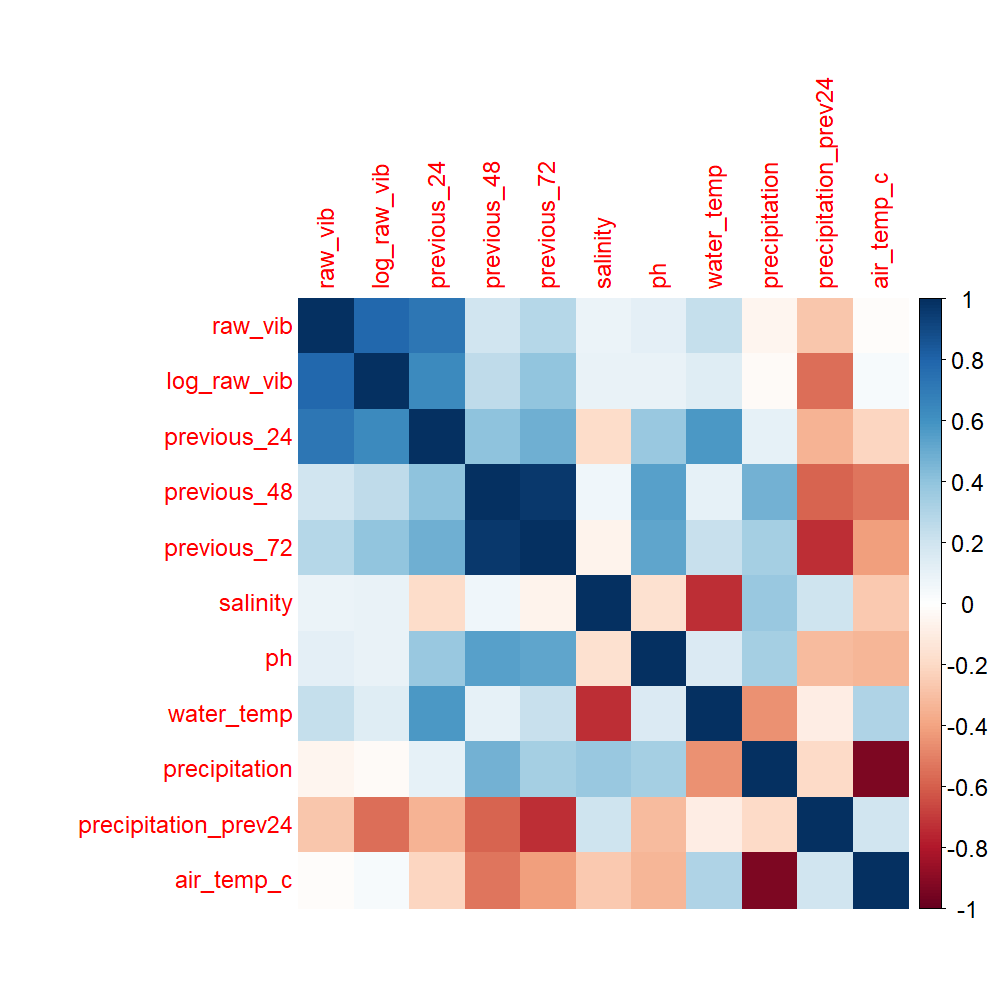 raw_vib
log_raw_vib
previous_24
previous_48
previous_72
salinity
ph
water_temp
precipitation
precipitation_prev24
air_temp_c
raw_vib
log_raw_vib
previous_24
previous_48
previous_72
salinity
ph
water_temp
precipitation
precipitation_prev24
air_temp_c
1
0.8
0.6
0.4
0.2
0
-0.2
-0.4
-0.6
-0.8
-1